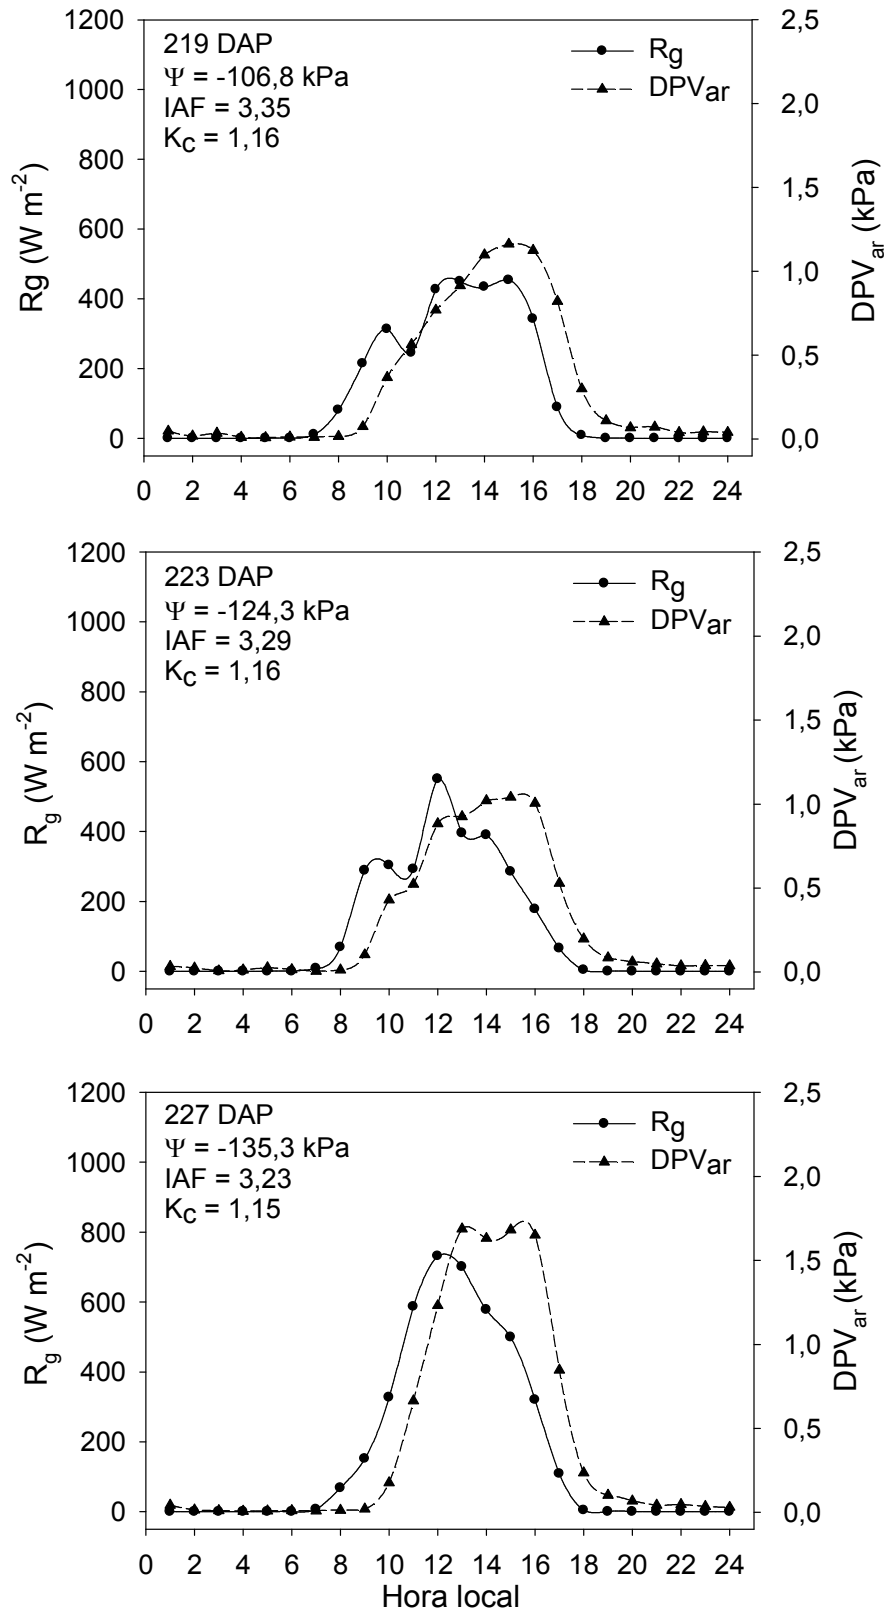 1200
1000
800
600
400
200
0
Rg (W m-2)
219 DAP
Ψ = -106,8 kPa
IAF = 3,35
Kc = 1,16
Rg
DPVar
2,5
2,0
1,5
1,0
0,5
0,0
DPVar (kPa)
0 2 4 6 8 10 12 14 16 18 20 22 24
1200
1000
800
600
400
200
0
Rg (W m-2)
223 DAP
Ψ = -124,3 kPa
IAF = 3,29
Kc = 1,16
Rg
DPVar
2,5
2,0
1,5
1,0
0,5
0,0
DPVar (kPa)
0 2 4 6 8 10 12 14 16 18 20 22 24
1200
1000
800
600
400
200
0
Rg (W m-2)
227 DAP
Ψ = -135,3 kPa
IAF = 3,23
Kc = 1,15
Rg
DPVar
2,5
2,0
1,5
1,0
0,5
0,0
DPVar (kPa)
0 2 4 6 8 10 12 14 16 18 20 22 24
Hora local